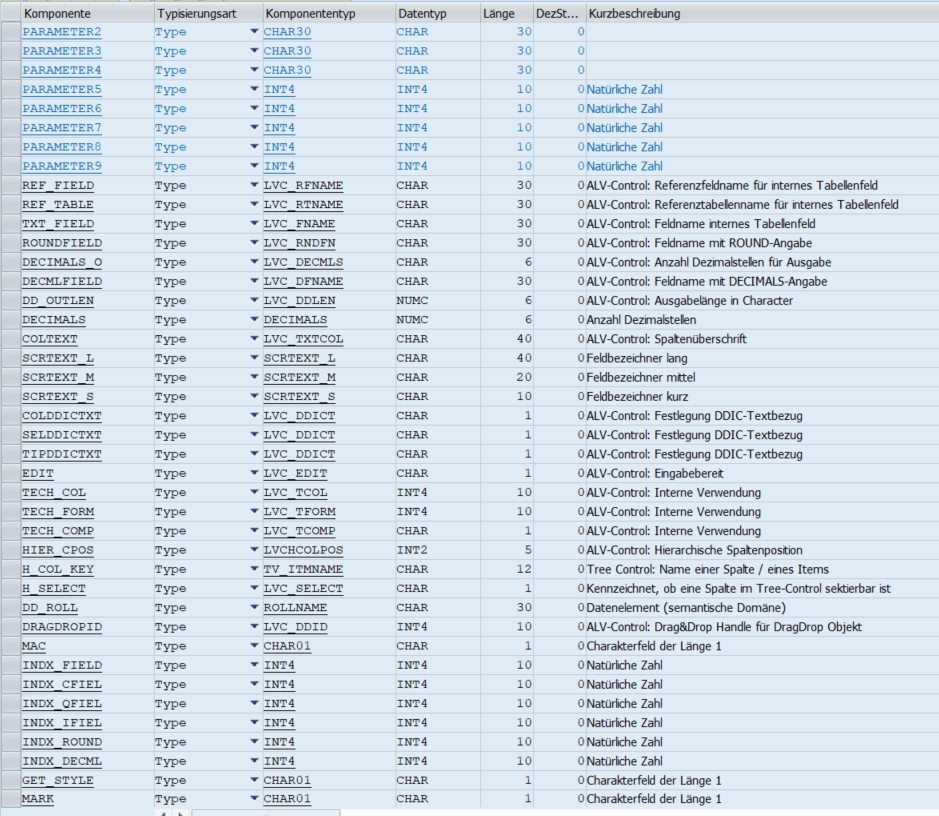 Komponente Typisierungsart Komponententyp Datentyp Länge DezSt... Kurzbeschreibung
PARAMETER2 Type CHAR30 CHAR 30 0
PARAMETER3 Type CHAR30 CHAR 30 0
PARAMETER4 Type CHAR30 CHAR 30 0
PARAMETER5 Type INT4 INT4 10 0 Natürliche Zahl
PARAMETER6 Type INT4 INT4 10 0 Natürliche Zahl
PARAMETER7 Type INT4 INT4 10 0 Natürliche Zahl
PARAMETER8 Type INT4 INT4 10 0 Natürliche Zahl
PARAMETER9 Type INT4 INT4 10 0 Natürliche Zahl
REF_FIELD Type LVC_RFNAME CHAR 30 0 ALV-Control: Referenzfeldname für internes Tabellenfeld
REF_TABLE Type LVC_RTNAME CHAR 30 0 ALV-Control: Referenztabellenname für internes Tabellenfeld
TXT_FIELD Type LVC_FNAME CHAR 30 0 ALV-Control: Feldname internes Tabellenfeld
ROUNDFIELD Type LVC_RNDFN CHAR 30 0 ALV-Control: Feldname mit ROUND-Angabe
DECIMALS_O Type LVC_DECMLS CHAR 6 0 ALV-Control: Anzahl Dezimalstellen für Ausgabe
DECMLFIELD Type LVC_DFNAME CHAR 30 0 ALV-Control: Feldname mit DECIMALS-Angabe
DD_OUTLEN Type LVC_DDLEN NUMC 6 0 ALV-Control: Ausgabelänge in Character
DECIMALS Type DECIMALS NUMC 6 0 Anzahl Dezimalstellen
COLTEXT Type LVC_TXTCOL CHAR 40 0 ALV-Control: Spaltenüberschrift
SCRTEXT_L Type SCRTEXT_L CHAR 40 0 Feldbezeichner lang
SCRTEXT_M Type SCRTEXT_M CHAR 20 0 Feldbezeichner mittel
SCRTEXT_S Type SCRTEXT_S CHAR 10 0 Feldbezeichner kurz
COLDDICTXT Type LVC_DDICT CHAR 1 0 ALV-Control: Festlegung DDIC-Textbezug
SELDDICTXT Type LVC_DDICT CHAR 1 0 ALV-Control: Festlegung DDIC-Textbezug
TIPDDICTXT Type LVC_DDICT CHAR 1 0 ALV-Control: Festlegung DDIC-Textbezug
EDIT Type LVC_EDIT CHAR 1 0 ALV-Control: Eingabebereit
TECH_COL Type LVC_TCOL INT4 10 0 ALV-Control: Interne Verwendung
TECH_FORM Type LVC_TFORM INT4 10 0 ALV-Control: Interne Verwendung
TECH_COMP Type LVC_TCOMP CHAR 1 0 ALV-Control: Interne Verwendung
HIER_CPOS Type LVCHCOLPOS INT2 5 0 ALV-Control: Hierarchische Spaltenposition
H_COL_KEY Type TV_ITMNAME CHAR 12 0 Tree Control: Name einer Spalte / eines Items
H_SELECT Type LVC_SELECT CHAR 1 0 Kennzeichnet, ob eine Spalte im Tree-Control sektierbar ist
DD_ROLL Type ROLLNAME CHAR 30 0 Datenelement (semantische Domäne)
DRAGDROPID Type LVC_DDID INT4 10 0 ALV-Control: Drag&Drop Handle für DragDrop Objekt
MAC Type CHAR01 CHAR 1 0 Charakterfeld der Länge 1
INDX_FIELD Type INT4 INT4 10 0 Natürliche Zahl
INDX_CFIEL Type INT4 INT4 10 0 Natürliche Zahl
INDX_QFIEL Type INT4 INT4 10 0 Natürliche Zahl
INDX_IFIEL Type INT4 INT4 10 0 Natürliche Zahl
INDX_ROUND Type INT4 INT4 10 0 Natürliche Zahl
INDX_DECML Type INT4 INT4 10 0 Natürliche Zahl
GET_STYLE Type CHAR01 CHAR 1 0 Charakterfeld der Länge 1
MARK Type CHAR01 CHAR 1 0 Charakterfeld der Länge 1